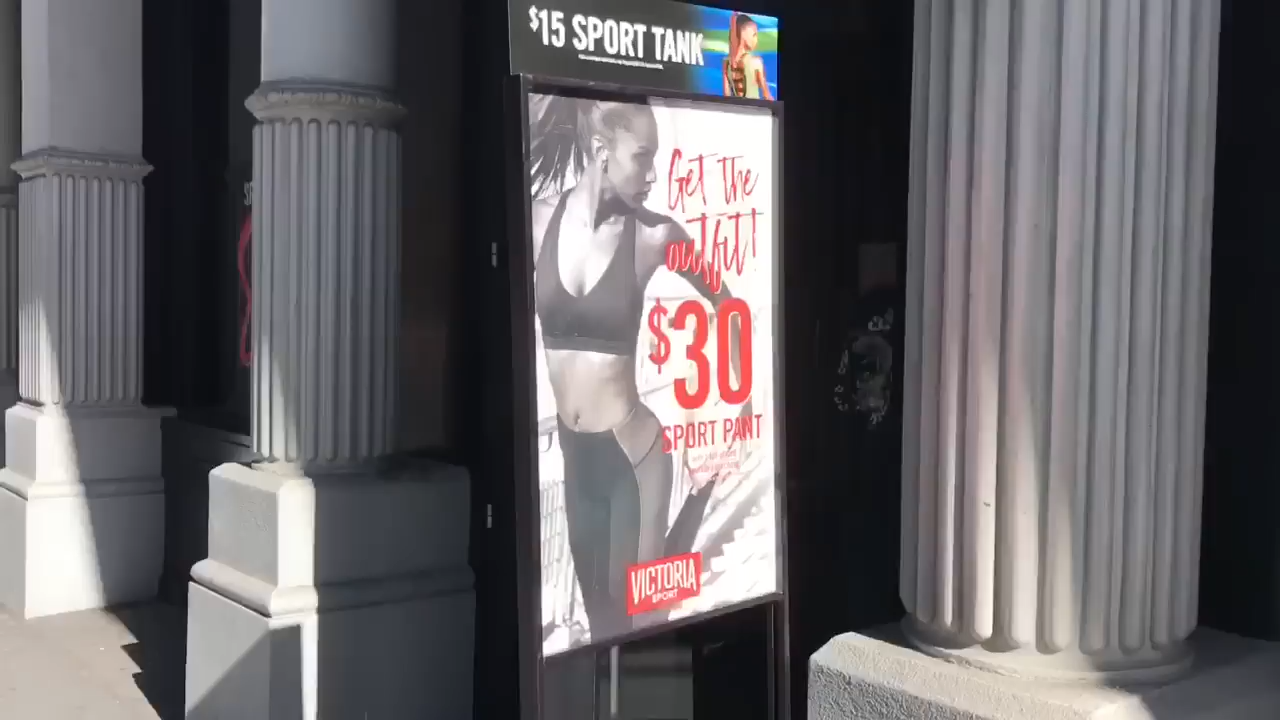 $15 SPORT TANK
Get the
outfit!
$30
SPORT PANT
VICTORIA
SPORT